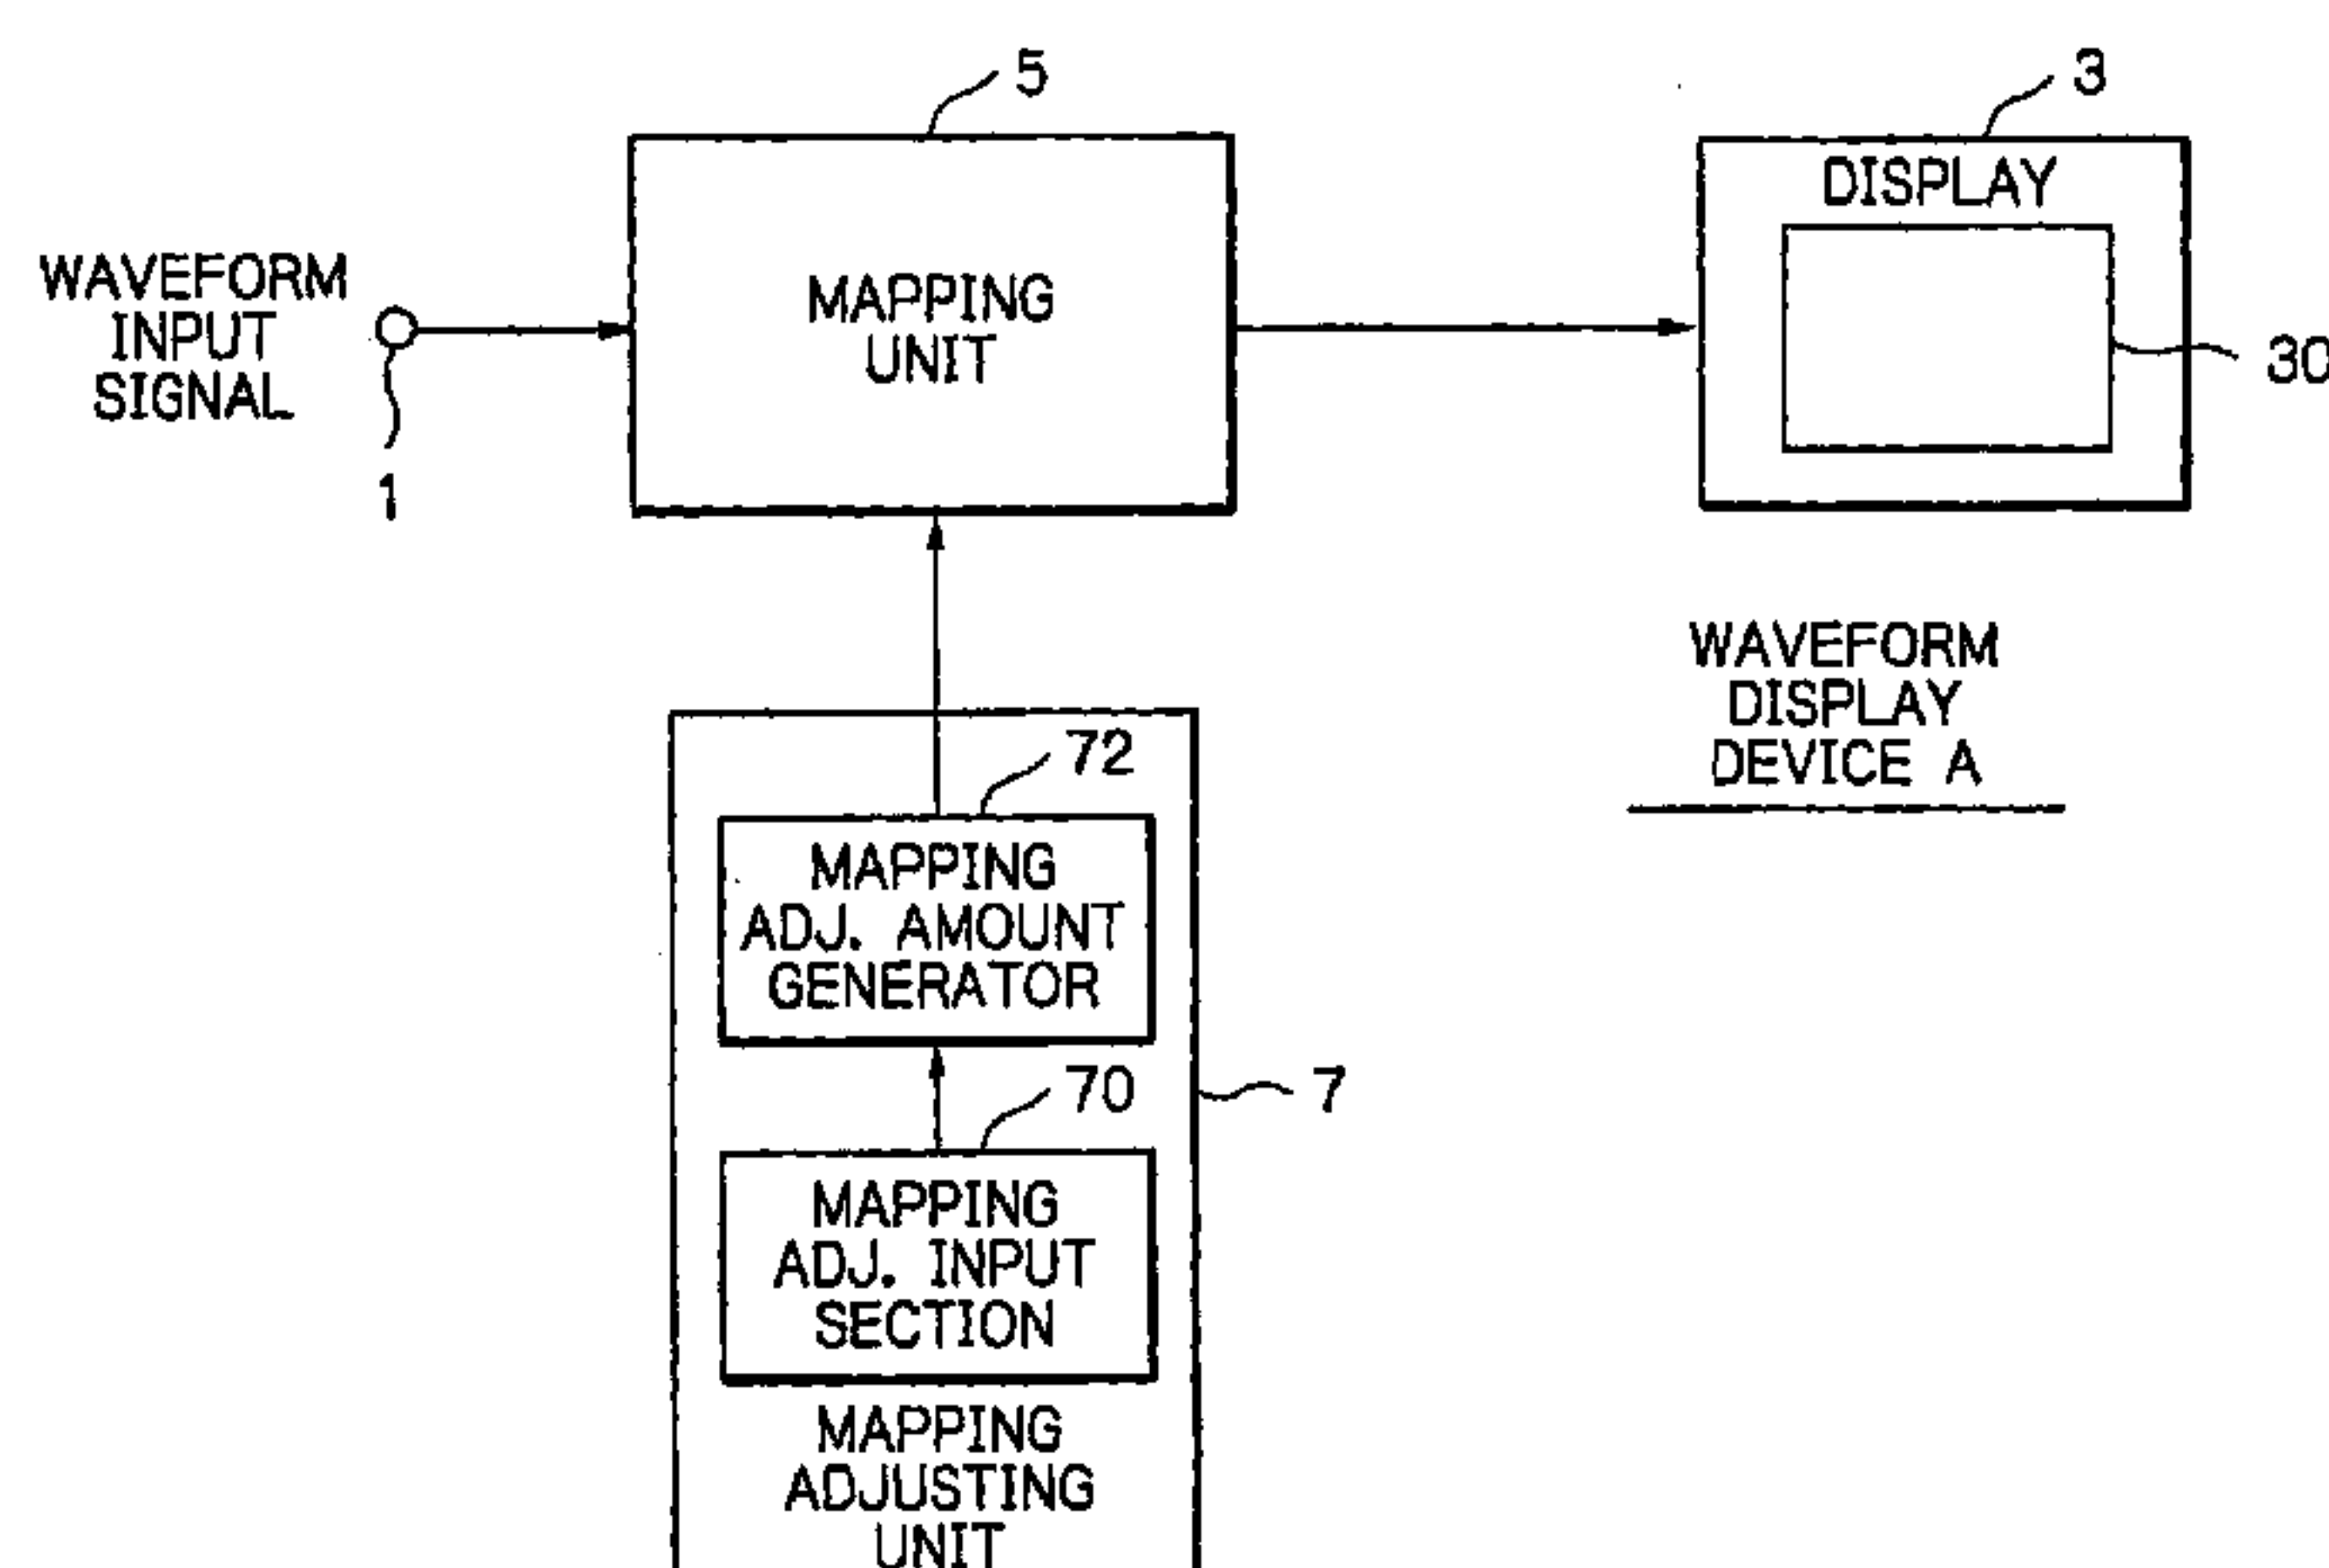 5
3
DISPLAY
WAVEFORM
INPUT
SIGNAL
MAPPING
UNIT
30
1
WAVEFORM
DISPLAY
DEVICE A
72
MAPPING
ADJ. AMOUNT
GENERATOR
70
7
MAPPING
ADJ. INPUT
SECTION
MAPPING
ADJUSTING
UNIT